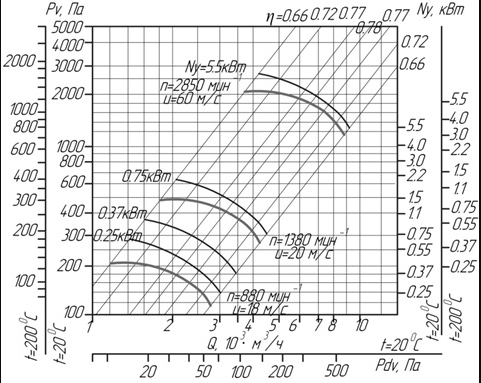 Pv, Па
η=0.66 0.72 0.77 0.77
0.78
Nу, кВт
5000
4000
3000
2000
1000
800
600
400
300
200
100
2000
1000
800
600
400
300
200
100
0.72
0.66
Nу=5.5кВт
n=2850 мин⁻¹
u=60 м/с
0.75кВт
0.37кВт
0.25кВт
n=1380 мин⁻¹
u=20 м/с
n=880 мин⁻¹
u=18 м/с
5.5
4.0
3.0
2.2
1.5
1.1
0.75
0.55
0.37
0.25
5.5
4.0
3.0
2.2
1.5
1.1
0.75
0.55
0.37
0.25
t=200°C
t=20°C
t=20°C
t=200°C
1 2 3 4 5 6 7 8 10
Q, 10³· м³/ч
t=20°C
20 50 100 200 500
Pdv, Па